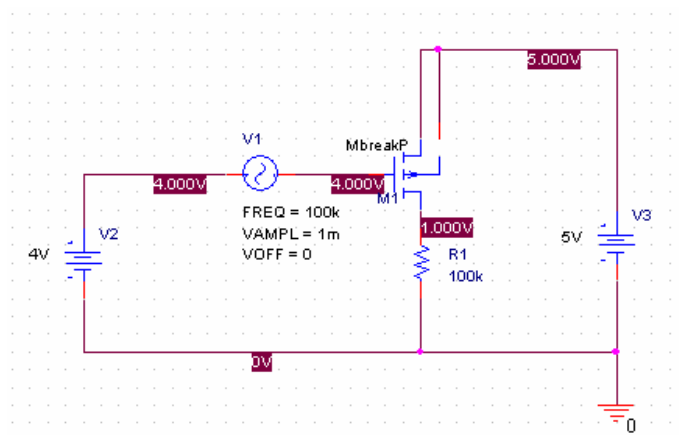 5.000V
V1
MbreakP
4.000V
4.000V
M1
FREQ = 100k
VAMPL = 1m
VOFF = 0
V2
4V
1.000V
R1
100k
V3
5V
0V
0